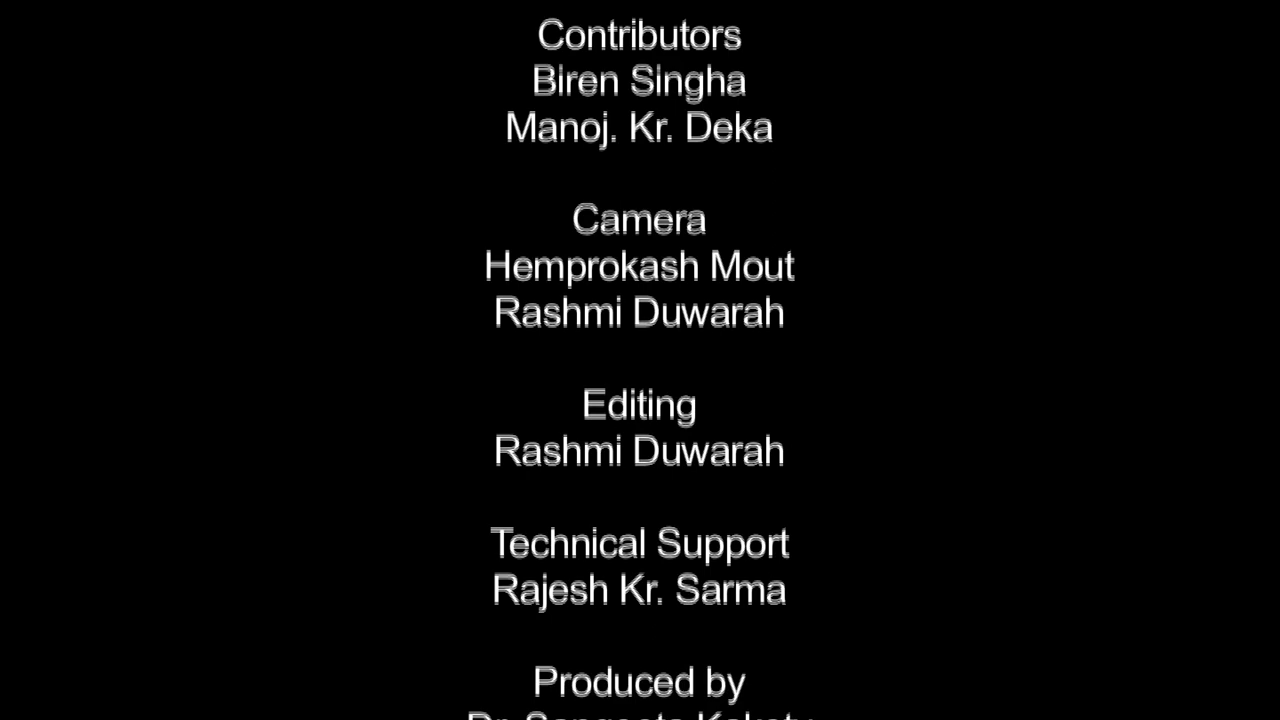 Contributors
Biren Singha
Manoj. Kr. Deka
Camera
Hemprokash Mout
Rashmi Duwarah
Editing
Rashmi Duwarah
Technical Support
Rajesh Kr. Sarma
Produced by